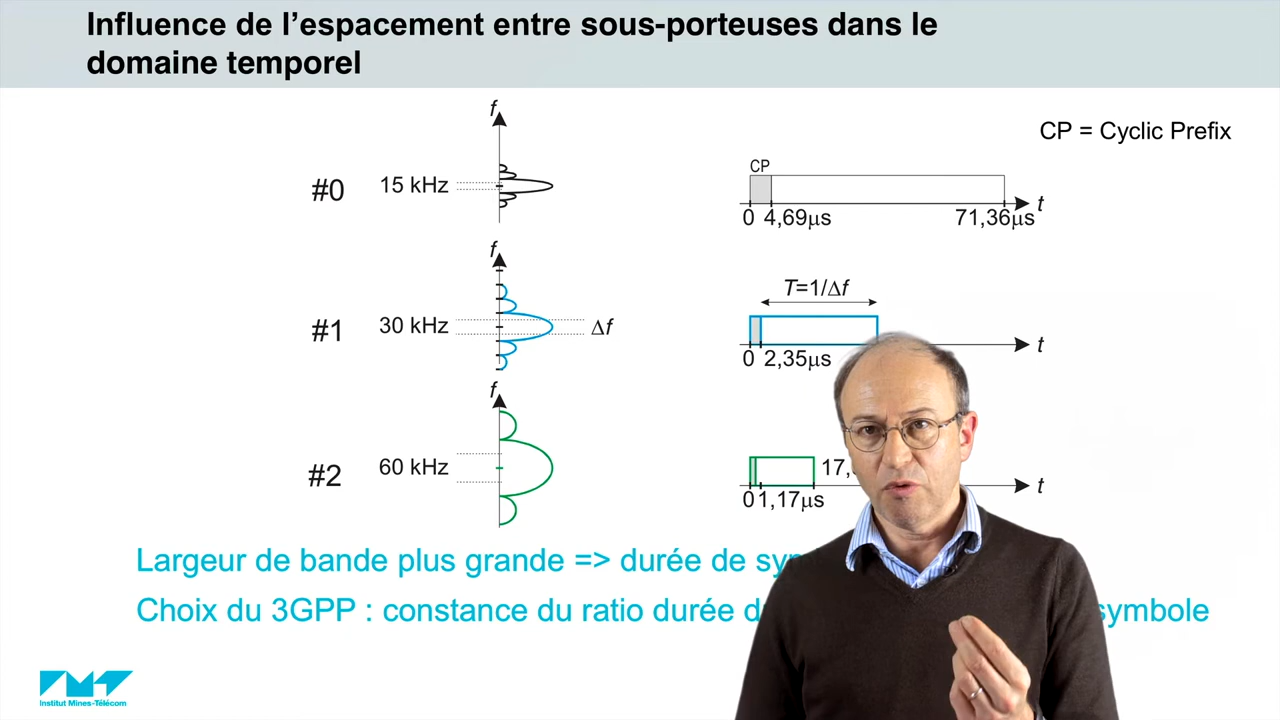 Influence de l’espacement entre sous-porteuses dans le
domaine temporel
CP = Cyclic Prefix
f
#0 15 kHz
CP
t
0 4,69μs 71,36μs
f
#1 30 kHz Δf
T=1/Δf
t
0 2,35μs
f
#2 60 kHz
t
0 1,17μs
Largeur de bande plus grande => durée de
Choix du 3GPP : constance du ratio durée symbole
Institut Mines-Télécom